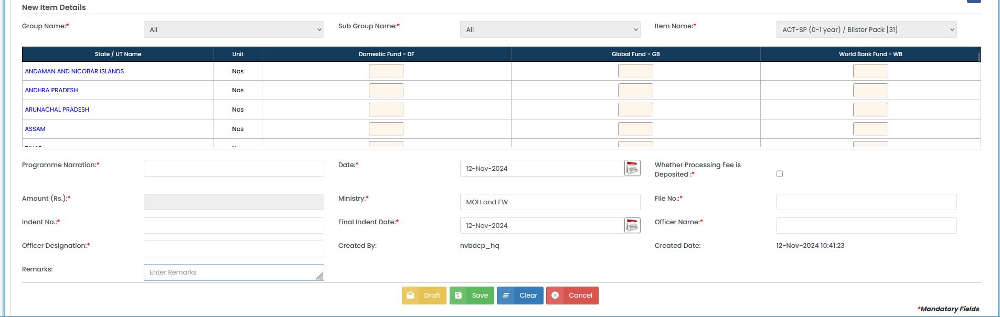 New Item Details
Group Name:* All Sub Group Name:* All Item Name:* ACT-SP (0-1 year) / Blister Pack [31]
State / UT Name Unit Domestic Fund - DF Global Fund - GB World Bank Fund - WB
ANDAMAN AND NICOBAR ISLANDS Nos
ANDHRA PRADESH Nos
ARUNACHAL PRADESH Nos
ASSAM Nos
Programme Narration:* Date:* 12-Nov-2024 Whether Processing Fee is
Deposited :*
Amount (Rs.):* Ministry:* MOH and FW File No.:*
Indent No.:* Final Indent Date:* 12-Nov-2024 Officer Name:*
Officer Designation:* Created By: nvbdcp_hq Created Date: 12-Nov-2024 10:41:23
Remarks: Enter Remarks
Draft Save Clear Cancel
*Mandatory Fields